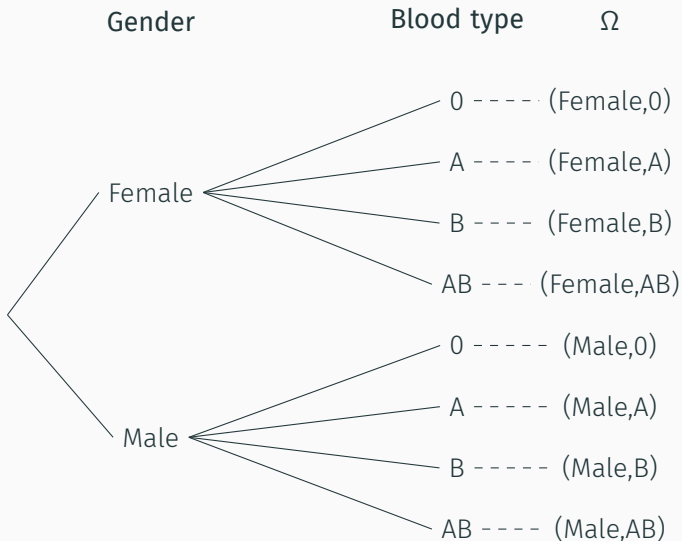 Gender Blood type Ω
0 (Female,0)
A (Female,A)
Female
B (Female,B)
AB (Female,AB)
0 (Male,0)
A (Male,A)
Male
B (Male,B)
AB (Male,AB)